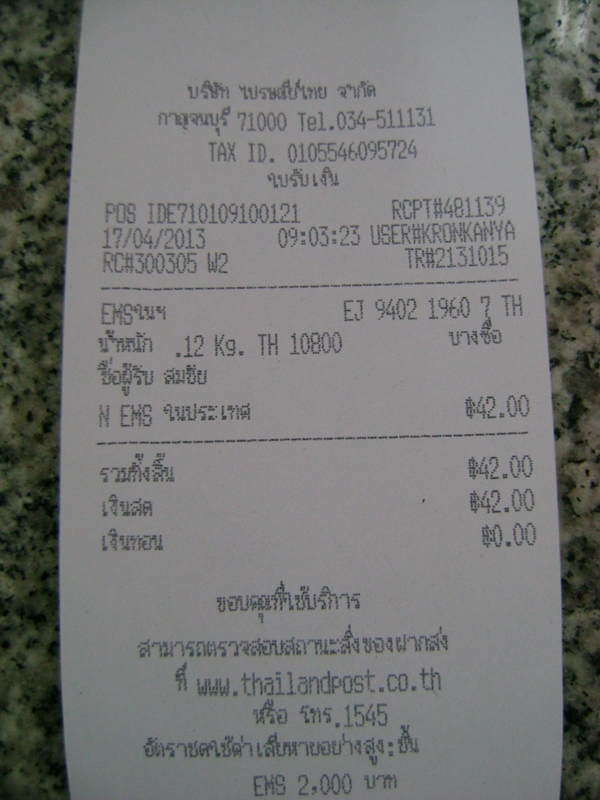 บริษัท ไปรษณีย์ไทย จำกัด
กาญจนบุรี 71000 Tel.034-511131
TAX ID. 0105546095724
ใบรับเงิน
POS IDE710109100121 RCPT#481139
17/04/2013 09:03:23 USER#KRONKANYA
RC#300305 W2 TR#2131015
EMSในฯ EJ 9402 1960 7 TH
น้ำหนัก .12 Kg. TH 10800 บางซื่อ
ชื่อผู้รับ สมชัย
N EMS ในประเทศ ฿42.00
รวมทั้งสิ้น ฿42.00
เงินสด ฿42.00
เงินทอน ฿0.00
ขอบคุณที่ใช้บริการ
สามารถตรวจสอบสถานะสิ่งของฝากส่ง
ที่ www.thailandpost.co.th
หรือ โทร.1545
อัตราชดใช้ค่าเสียหายอย่างสูง:ชิ้น
EMS 2,000 บาท